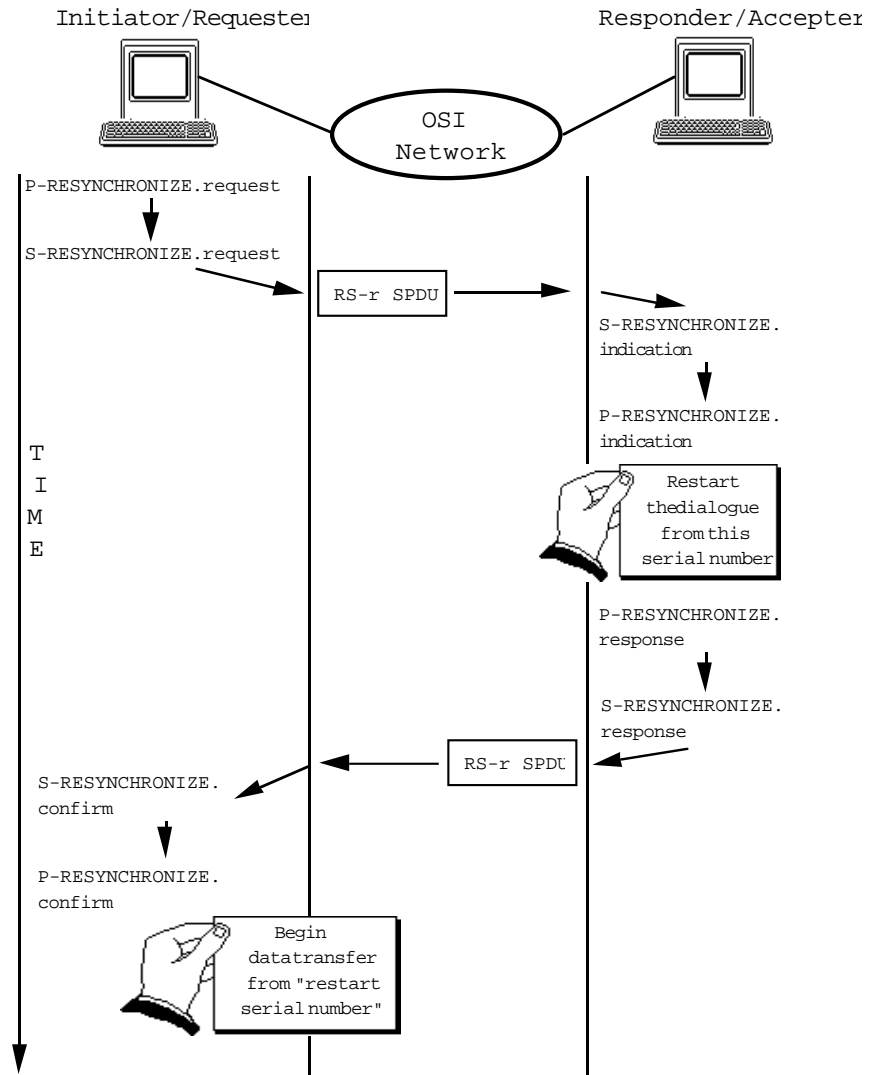 Initiator/Requester
Responder/Accepter
OSI
Network
P-RESYNCHRONIZE.request
S-RESYNCHRONIZE.request
RS-r SPDU
S-RESYNCHRONIZE.
indication
P-RESYNCHRONIZE.
indication
T
I
M
E
Restart
thedialogue
from this
serial number
P-RESYNCHRONIZE.
response
S-RESYNCHRONIZE.
response
RS-r SPDU
S-RESYNCHRONIZE.
confirm
P-RESYNCHRONIZE.
confirm
Begin
datatransfer
from "restart
serial number"